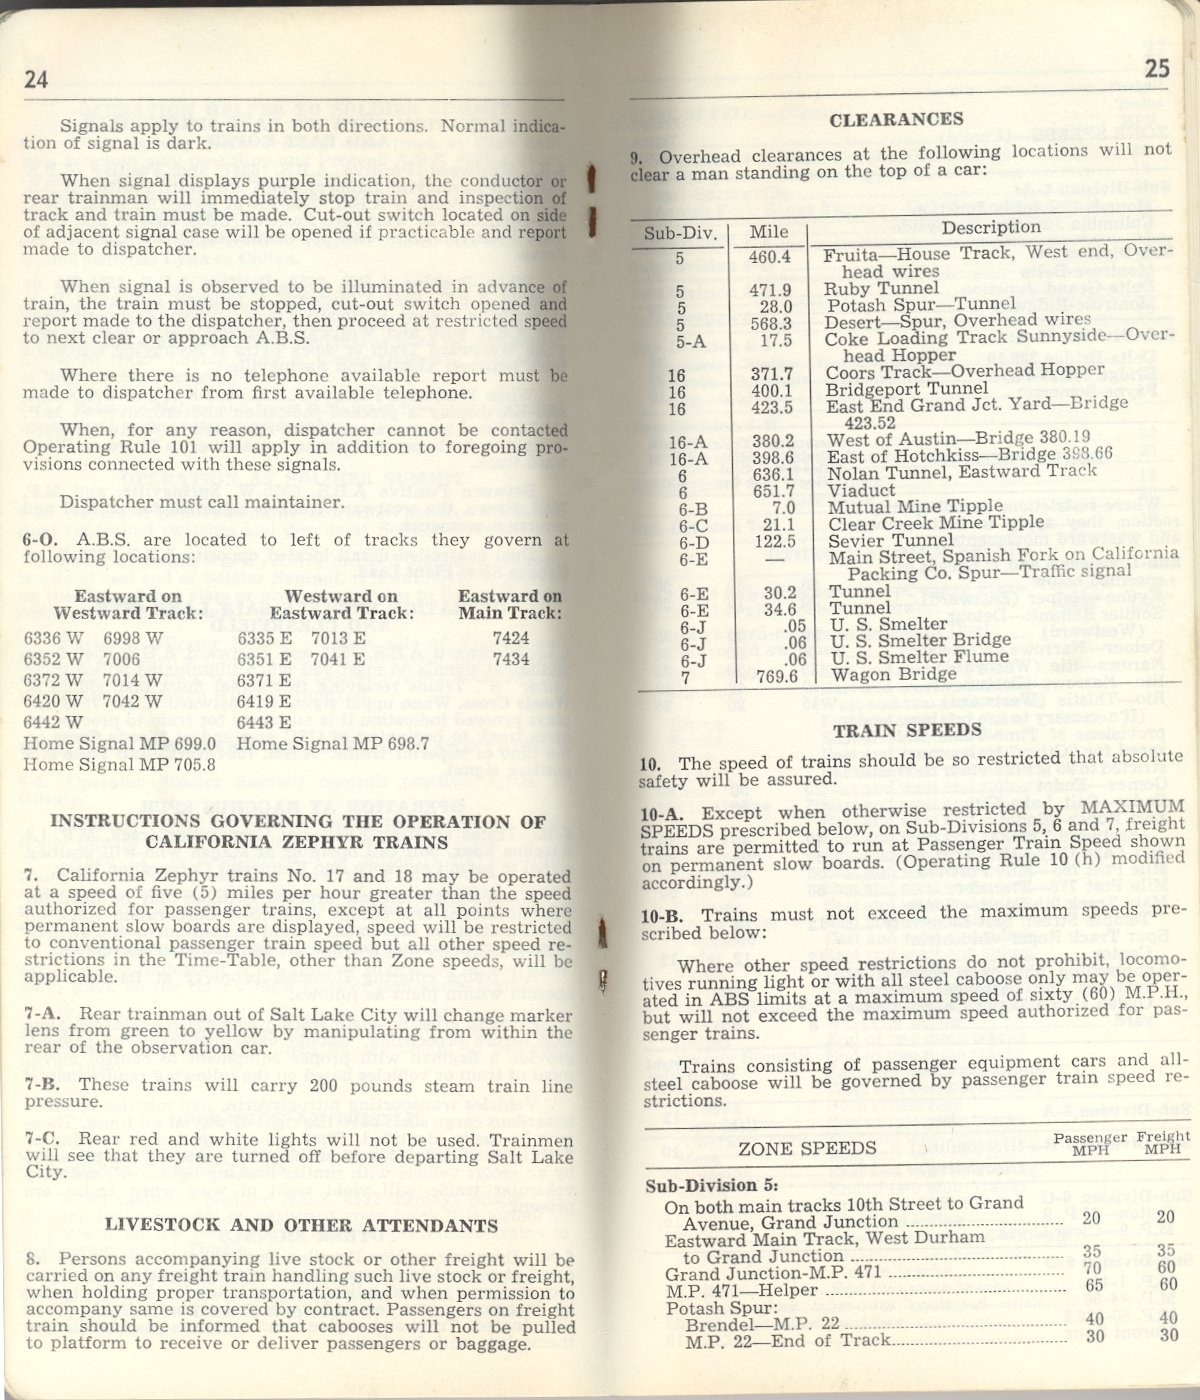 24
Signals apply to trains in both directions. Normal indica-
tion of signal is dark.
When signal displays purple indication, the conductor or
rear trainman will immediately stop train and inspection of
track and train must be made. Cut-out switch located on side
of adjacent signal case will be opened if practicable and report
made to dispatcher.
When signal is observed to be illuminated in advance of
train, the train must be stopped, cut-out switch opened and
report made to the dispatcher, then proceed at restricted speed
to next clear or approach A.B.S.
Where there is no telephone available report must be
made to dispatcher from first available telephone.
When, for any reason, dispatcher cannot be contacted
Operating Rule 101 will apply in addition to foregoing pro-
visions connected with these signals.
Dispatcher must call maintainer.
6-O. A.B.S. are located to left of tracks they govern at
following locations:
Eastward on Westward on Eastward on
Westward Track: Eastward Track: Main Track:
6336 W 6998 W 6335 E 7013 E 7424
6352 W 7006 6351 E 7041 E 7434
6372 W 7014 W 6371 E
6420 W 7042 W 6419 E
6442 W 6443 E
Home Signal MP 699.0 Home Signal MP 698.7
Home Signal MP 705.8
INSTRUCTIONS GOVERNING THE OPERATION OF
CALIFORNIA ZEPHYR TRAINS
7. California Zephyr trains No. 17 and 18 may be operated
at a speed of five (5) miles per hour greater than the speed
authorized for passenger trains, except at all points where
permanent slow boards are displayed, speed will be restricted
to conventional passenger train speed but all other speed re-
strictions in the Time-Table, other than Zone speeds, will be
applicable.
7-A. Rear trainman out of Salt Lake City will change marker
lens from green to yellow by manipulating from within the
rear of the observation car.
7-B. These trains will carry 200 pounds steam train line
pressure.
7-C. Rear red and white lights will not be used. Trainmen
will see that they are turned off before departing Salt Lake
City.
LIVESTOCK AND OTHER ATTENDANTS
8. Persons accompanying live stock or other freight will be
carried on any freight train handling such live stock or freight,
when holding proper transportation, and when permission to
accompany same is covered by contract. Passengers on freight
train should be informed that cabooses will not be pulled
to platform to receive or deliver passengers or baggage.
25
CLEARANCES
9. Overhead clearances at the following locations will not
clear a man standing on the top of a car:
Sub-Div. Mile Description
5 460.4 Fruita—House Track, West end, Over-
head wires
5 471.9 Ruby Tunnel
5 28.0 Potash Spur—Tunnel
5 568.3 Desert—Spur, Overhead wires
5-A 17.5 Coke Loading Track Sunnyside—Over-
head Hopper
16 371.7 Coors Track—Overhead Hopper
16 400.1 Bridgeport Tunnel
16 423.5 East End Grand Jct. Yard—Bridge
423.52
16-A 380.2 West of Austin—Bridge 380.19
16-A 398.6 East of Hotchkiss—Bridge 398.66
6 636.1 Nolan Tunnel, Eastward Track
6 651.7 Viaduct
6-B 7.0 Mutual Mine Tipple
6-C 21.1 Clear Creek Mine Tipple
6-D 122.5 Sevier Tunnel
6-E — Main Street, Spanish Fork on California
Packing Co. Spur—Traffic signal
6-E 30.2 Tunnel
6-E 34.6 Tunnel
6-J .05 U. S. Smelter
6-J .06 U. S. Smelter Bridge
6-J .06 U. S. Smelter Flume
7 769.6 Wagon Bridge
TRAIN SPEEDS
10. The speed of trains should be so restricted that absolute
safety will be assured.
10-A. Except when otherwise restricted by MAXIMUM
SPEEDS prescribed below, on Sub-Divisions 5, 6 and 7, freight
trains are permitted to run at Passenger Train Speed shown
on permanent slow boards. (Operating Rule 10 (h) modified
accordingly.)
10-B. Trains must not exceed the maximum speeds pre-
scribed below:
Where other speed restrictions do not prohibit, locomo-
tives running light or with all steel caboose only may be oper-
ated in ABS limits at a maximum speed of sixty (60) M.P.H.,
but will not exceed the maximum speed authorized for pas-
senger trains.
Trains consisting of passenger equipment cars and all-
steel caboose will be governed by passenger train speed re-
strictions.
ZONE SPEEDS Passenger MPH Freight MPH
Sub-Division 5:
On both main tracks 10th Street to Grand
Avenue, Grand Junction 20 20
Eastward Main Track, West Durham
to Grand Junction 35 35
Grand Junction-M.P. 471 70 60
M.P. 471—Helper 65 60
Potash Spur:
Brendel—M.P. 22 40 40
M.P. 22—End of Track 30 30